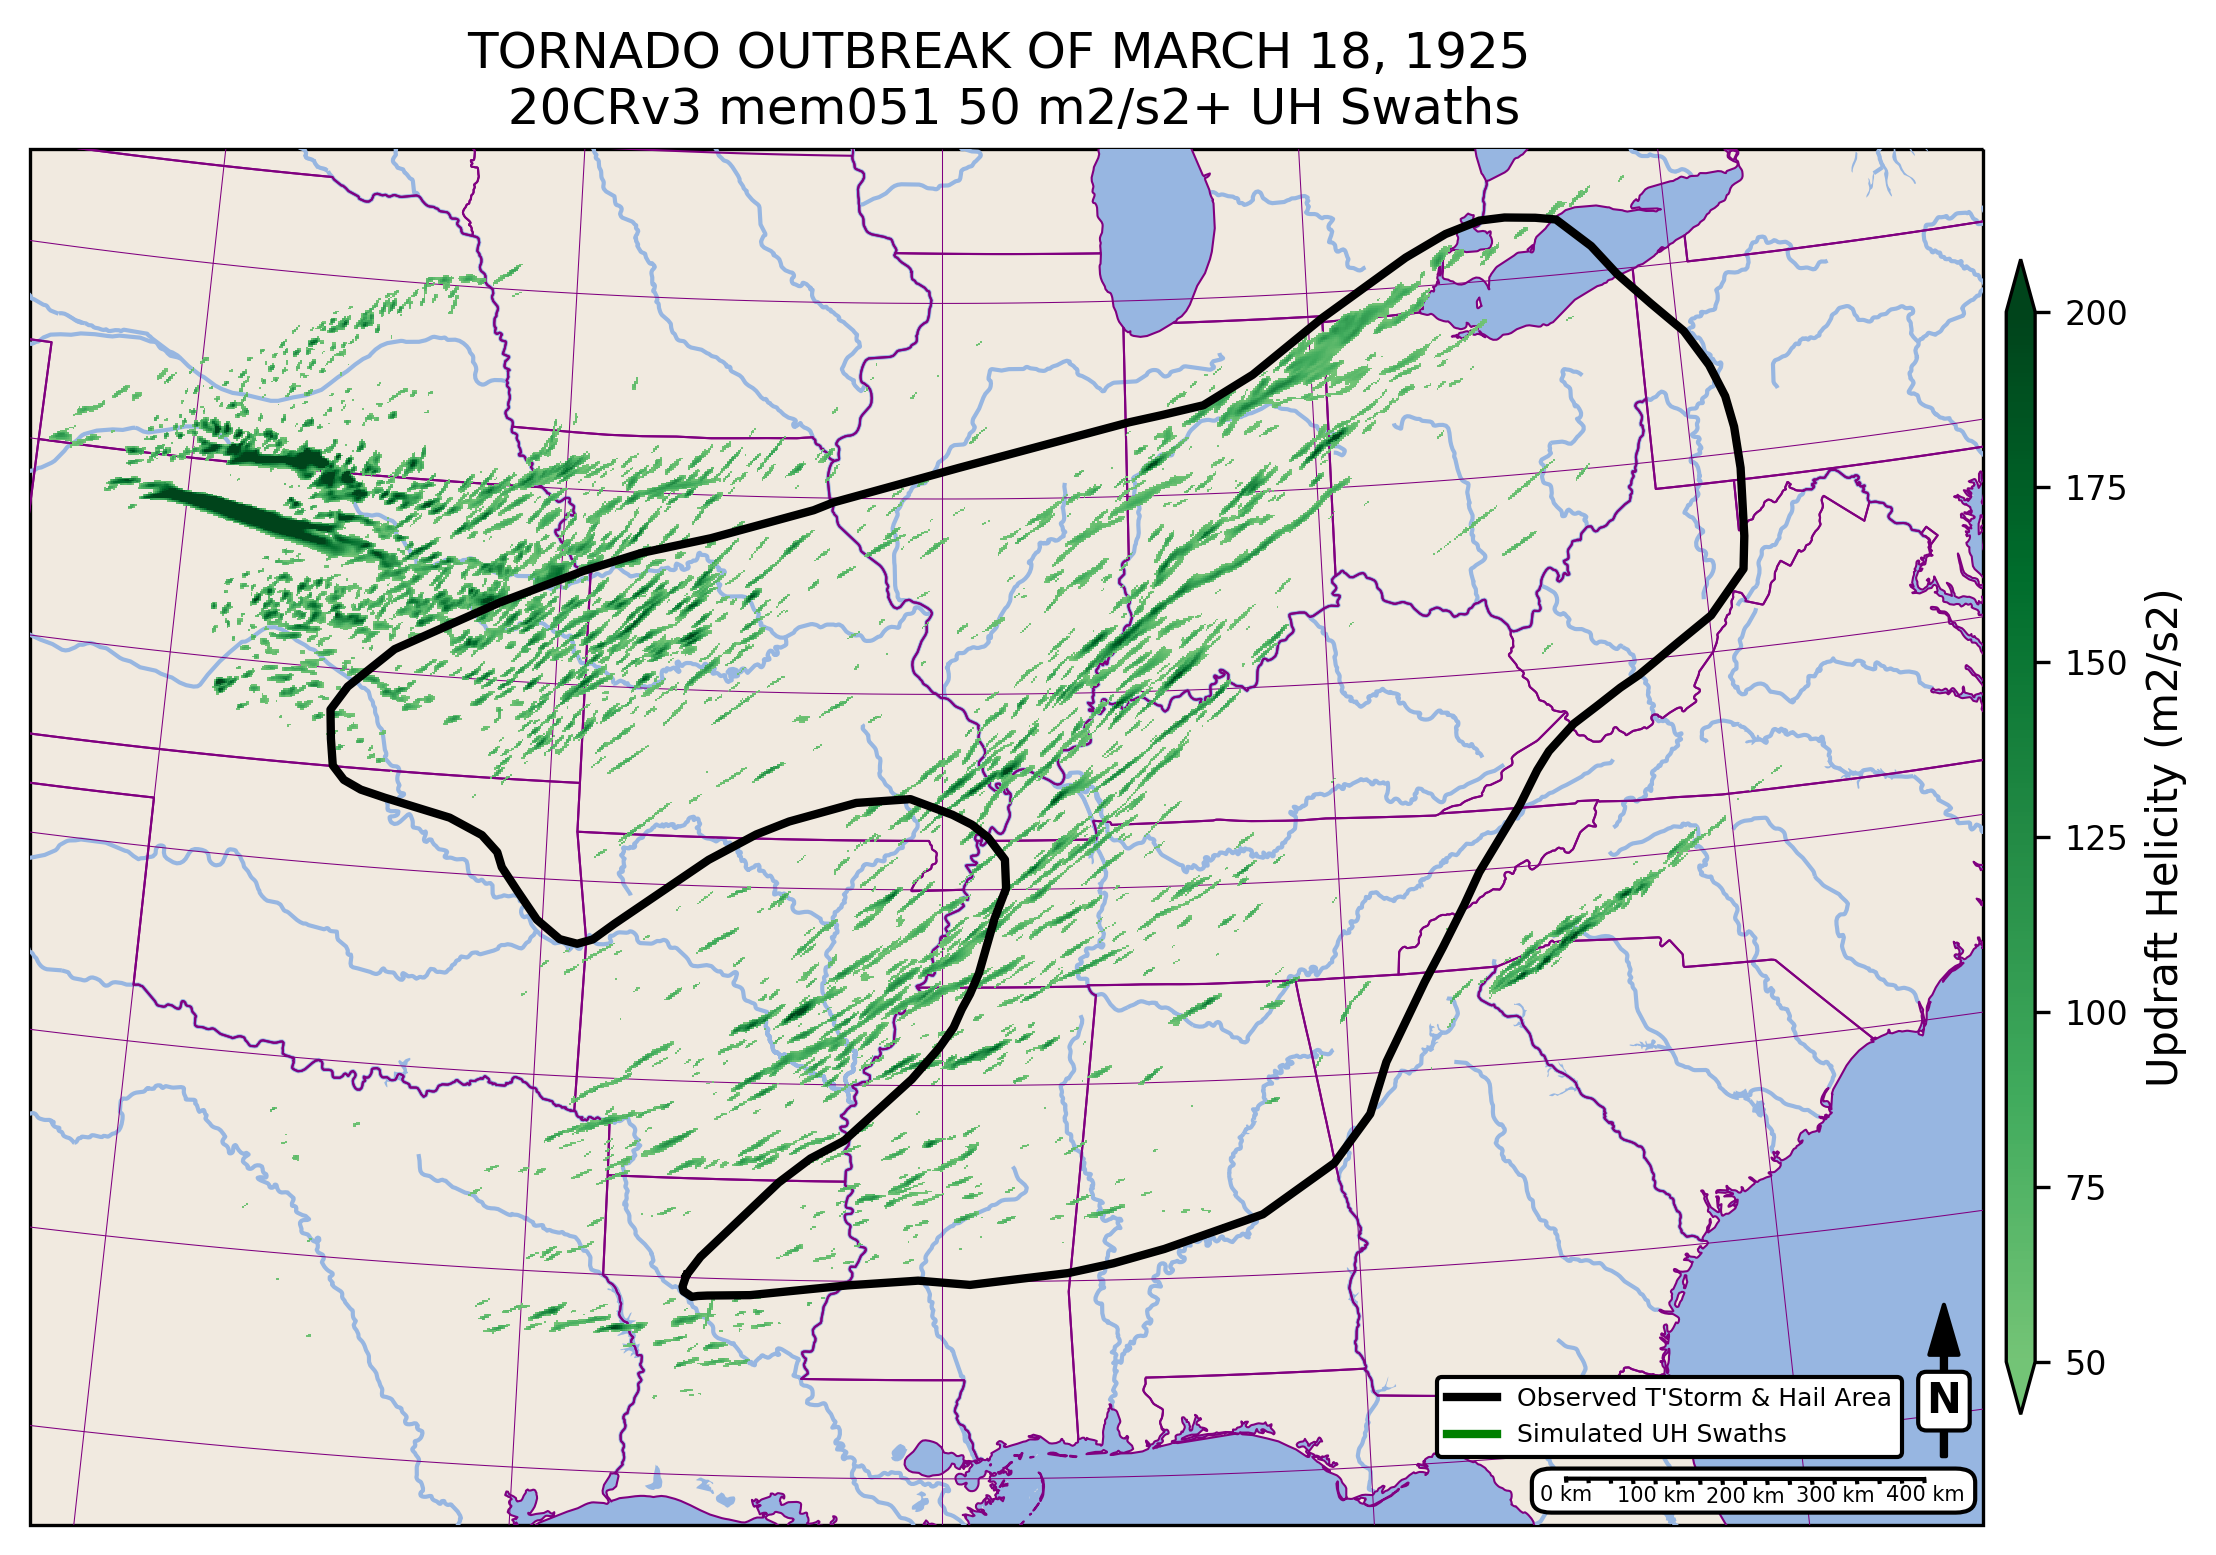 TORNADO OUTBREAK OF MARCH 18, 1925
20CRv3 mem051 50 m2/s2+ UH Swaths
200
175
150
125
100
75
50
Updraft Helicity (m2/s2)
Observed T'Storm & Hail Area
Simulated UH Swaths
N
0 km 100 km 200 km 300 km 400 km